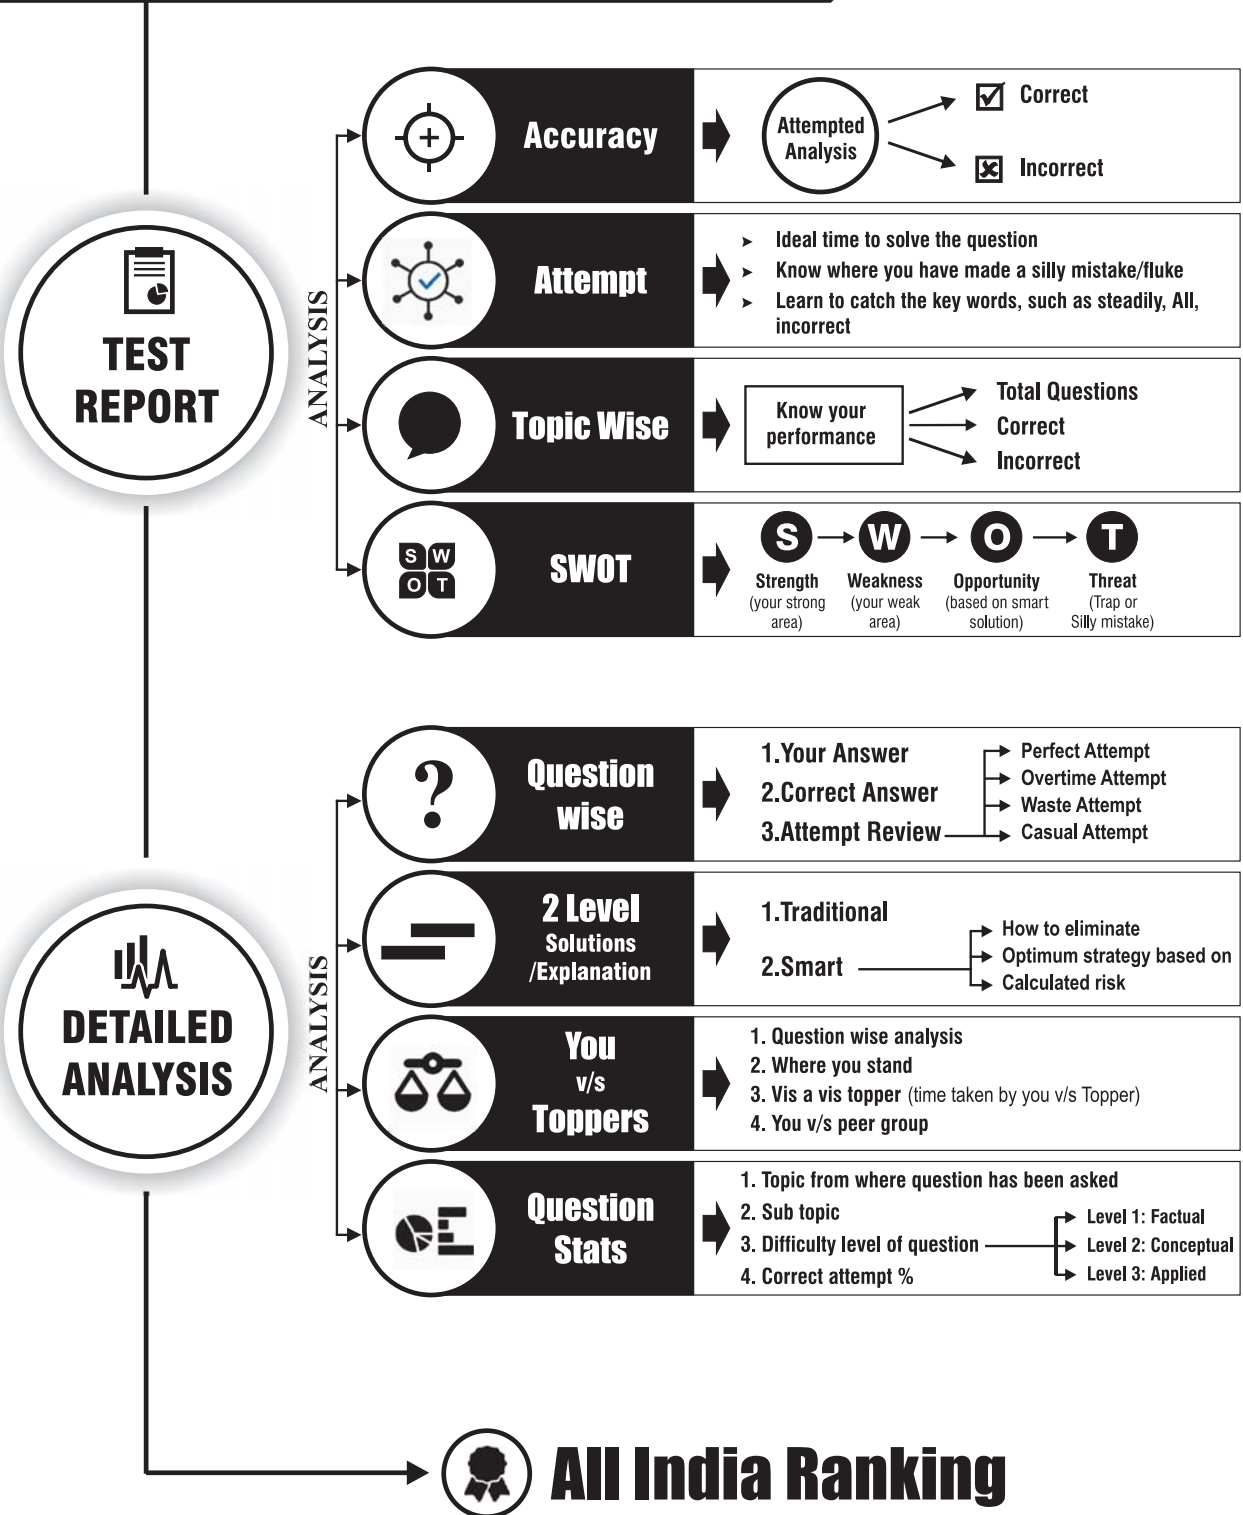 TEST
REPORT
ANALYSIS
Accuracy
Attempted
Analysis
Correct
Incorrect
Attempt
➤ Ideal time to solve the question
➤ Know where you have made a silly mistake/fluke
➤ Learn to catch the key words, such as steadily, All,
incorrect
Topic Wise
Know your
performance
Total Questions
Correct
Incorrect
S W
O T
SWOT
S W O T
Strength Weakness Opportunity Threat
(your strong (your weak (based on smart (Trap or
area) area) solution) Silly mistake)
DETAILED
ANALYSIS
ANALYSIS
?
Question
wise
1.Your Answer
2.Correct Answer
3.Attempt Review
Perfect Attempt
Overtime Attempt
Waste Attempt
Casual Attempt
2 Level
Solutions
/Explanation
1.Traditional
2.Smart
How to eliminate
Optimum strategy based on
Calculated risk
You
v/s
Toppers
1. Question wise analysis
2. Where you stand
3. Vis a vis topper (time taken by you v/s Topper)
4. You v/s peer group
Question
Stats
1. Topic from where question has been asked
2. Sub topic
3. Difficulty level of question
4. Correct attempt %
Level 1: Factual
Level 2: Conceptual
Level 3: Applied
All India Ranking